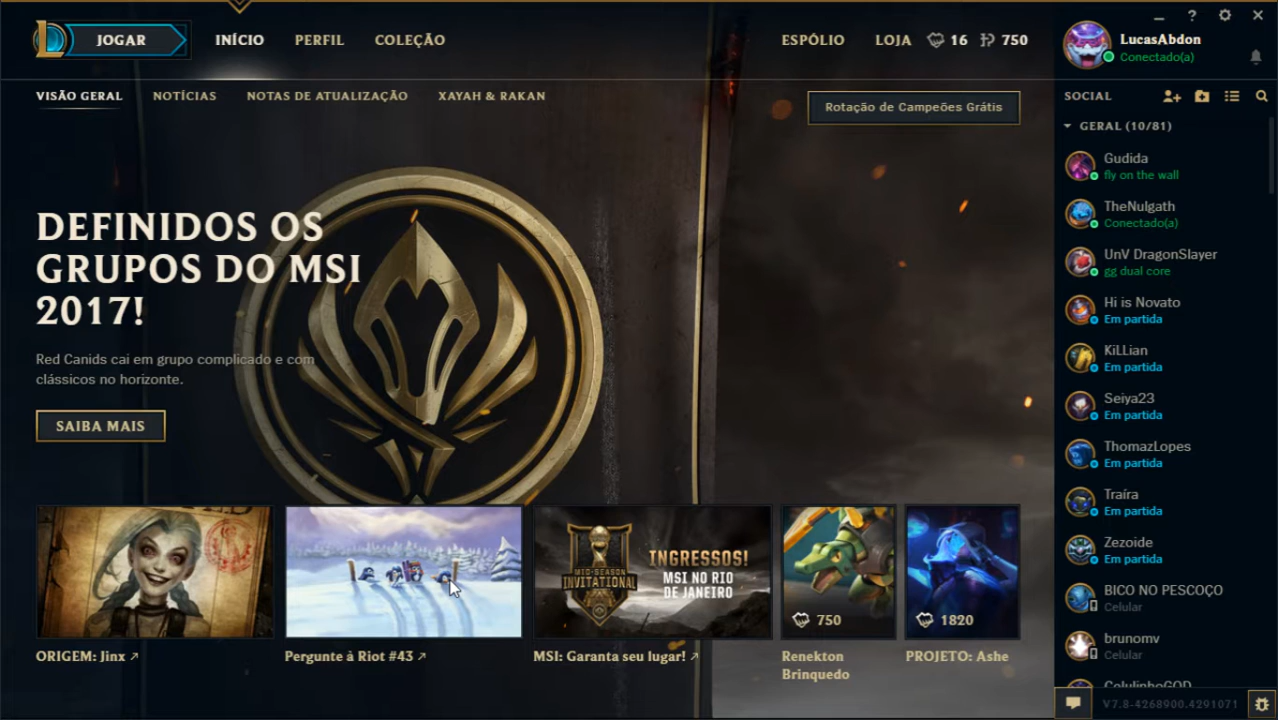 JOGAR
INÍCIO
PERFIL
COLEÇÃO
ESPÓLIO
LOJA
16
750
LucasAbdon
Conectado(a)
VISÃO GERAL
NOTÍCIAS
NOTAS DE ATUALIZAÇÃO
XAYAH & RAKAN
Rotação de Campeões Grátis
SOCIAL
GERAL (10/81)
Gudida
fly on the wall
TheNulgath
Conectado(a)
UnV DragonSlayer
gg dual core
Hi is Novato
Em partida
KiLLian
Em partida
Seiya23
Em partida
ThomazLopes
Em partida
Traíra
Em partida
Zezoide
Em partida
BICO NO PESCOÇO
Celular
brunomv
Celular
DEFINIDOS OS
GRUPOS DO MSI
2017!
Red Canids cai em grupo complicado e com
clássicos no horizonte.
SAIBA MAIS
MID-SEASON
INVITATIONAL
INGRESSOS!
MSI NO RIO
DE JANEIRO
750
1820
ORIGEM: Jinx
Pergunte à Riot #43
MSI: Garanta seu lugar!
Renekton
Brinquedo
PROJETO: Ashe
V7.8-4268900.4291071